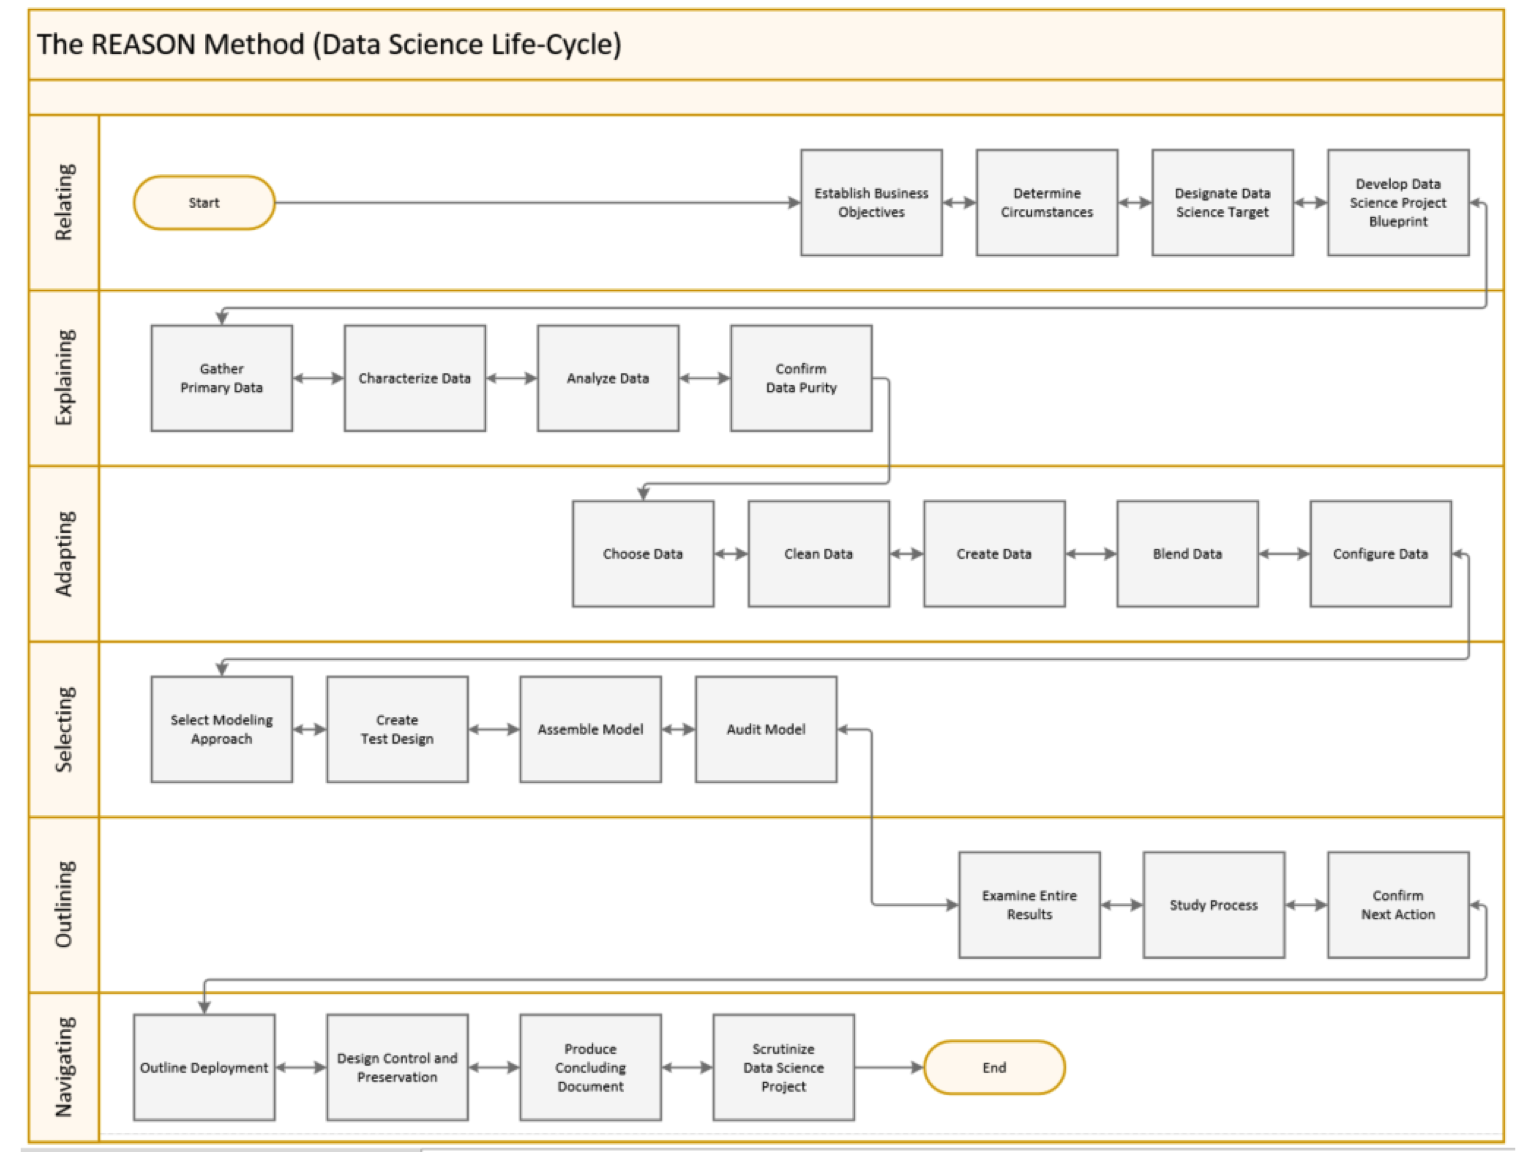 The REASON Method (Data Science Life-Cycle)
Relating
Start
Establish Business
Objectives
Determine
Circumstances
Designate Data
Science Target
Develop Data
Science Project
Blueprint
Explaining
Gather
Primary Data
Characterize Data
Analyze Data
Confirm
Data Purity
Adapting
Choose Data
Clean Data
Create Data
Blend Data
Configure Data
Selecting
Select Modeling
Approach
Create
Test Design
Assemble Model
Audit Model
Outlining
Examine Entire
Results
Study Process
Confirm
Next Action
Navigating
Outline Deployment
Design Control and
Preservation
Produce
Concluding
Document
Scrutinize
Data Science
Project
End